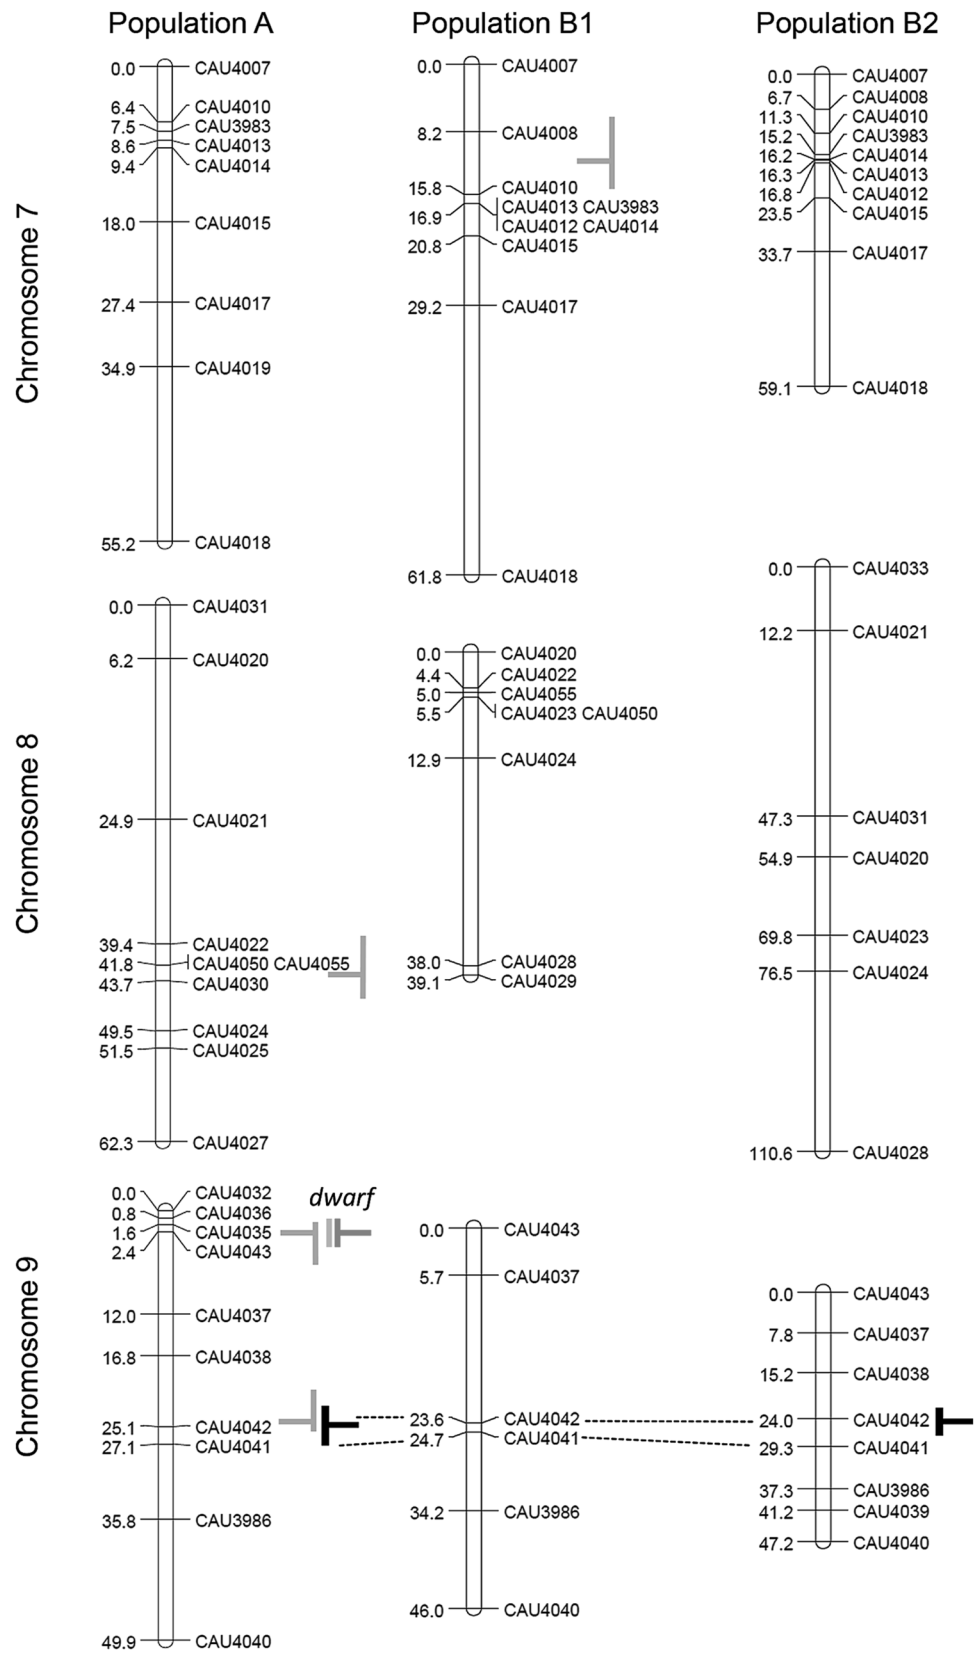 Population A
Population B1
Population B2
Chromosome 7
0.0 CAU4007
6.4 CAU4010
7.5 CAU3983
8.6 CAU4013
9.4 CAU4014
18.0 CAU4015
27.4 CAU4017
34.9 CAU4019
55.2 CAU4018
0.0 CAU4007
8.2 CAU4008
15.8 CAU4010
16.9 CAU4013 CAU3983
CAU4012 CAU4014
20.8 CAU4015
29.2 CAU4017
61.8 CAU4018
0.0 CAU4007
6.7 CAU4008
11.3 CAU4010
15.2 CAU3983
16.2 CAU4014
16.3 CAU4013
16.8 CAU4012
23.5 CAU4015
33.7 CAU4017
59.1 CAU4018
Chromosome 8
0.0 CAU4031
6.2 CAU4020
24.9 CAU4021
39.4 CAU4022
41.8 CAU4050 CAU4055
43.7 CAU4030
49.5 CAU4024
51.5 CAU4025
62.3 CAU4027
0.0 CAU4020
4.4 CAU4022
5.0 CAU4055
5.5 CAU4023 CAU4050
12.9 CAU4024
38.0 CAU4028
39.1 CAU4029
0.0 CAU4033
12.2 CAU4021
47.3 CAU4031
54.9 CAU4020
69.8 CAU4023
76.5 CAU4024
110.6 CAU4028
Chromosome 9
0.0 CAU4032
0.8 CAU4036
1.6 CAU4035
2.4 CAU4043
12.0 CAU4037
16.8 CAU4038
25.1 CAU4042
27.1 CAU4041
35.8 CAU3986
49.9 CAU4040
dwarf
0.0 CAU4043
5.7 CAU4037
23.6 CAU4042
24.7 CAU4041
34.2 CAU3986
46.0 CAU4040
0.0 CAU4043
7.8 CAU4037
15.2 CAU4038
24.0 CAU4042
29.3 CAU4041
37.3 CAU3986
41.2 CAU4039
47.2 CAU4040